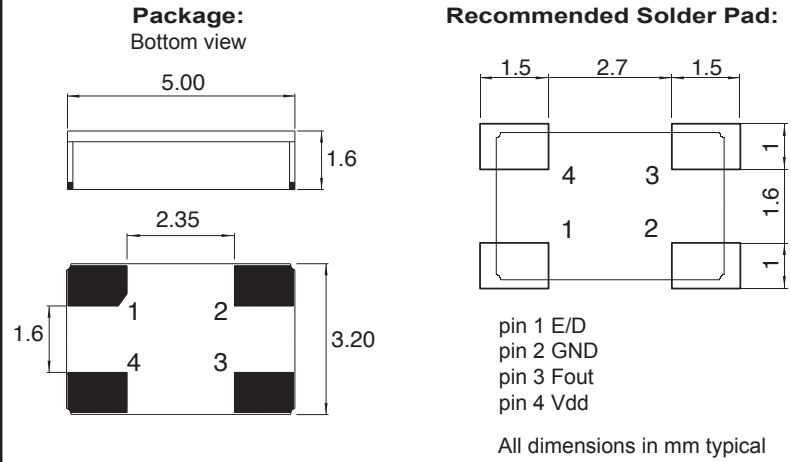 Package:
Bottom view
5.00
1.6
2.35
1 2
1.6
3.20
4 3
Recommended Solder Pad:
1.5 2.7 1.5
1
4 3
1.6
1 2
1
pin 1 E/D
pin 2 GND
pin 3 Fout
pin 4 Vdd
All dimensions in mm typical